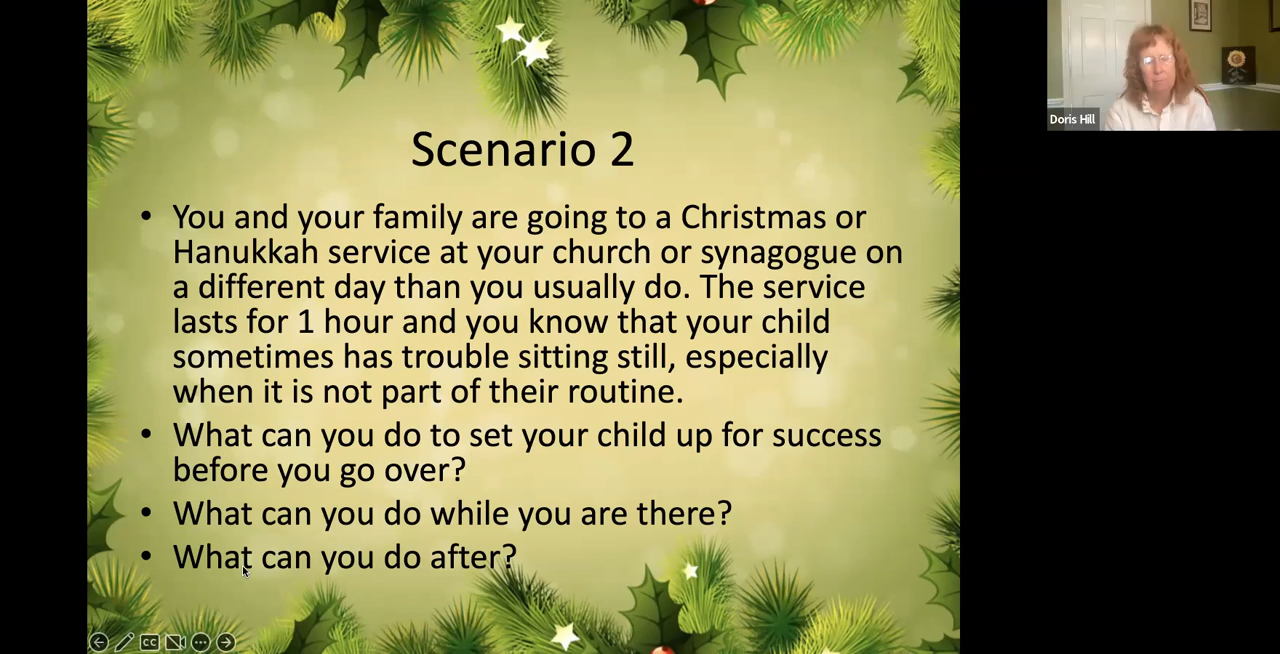 Scenario 2
• You and your family are going to a Christmas or
Hanukkah service at your church or synagogue on
a different day than you usually do. The service
lasts for 1 hour and you know that your child
sometimes has trouble sitting still, especially
when it is not part of their routine.
• What can you do to set your child up for success
before you go over?
• What can you do while you are there?
• What can you do after?
CC
Doris Hill